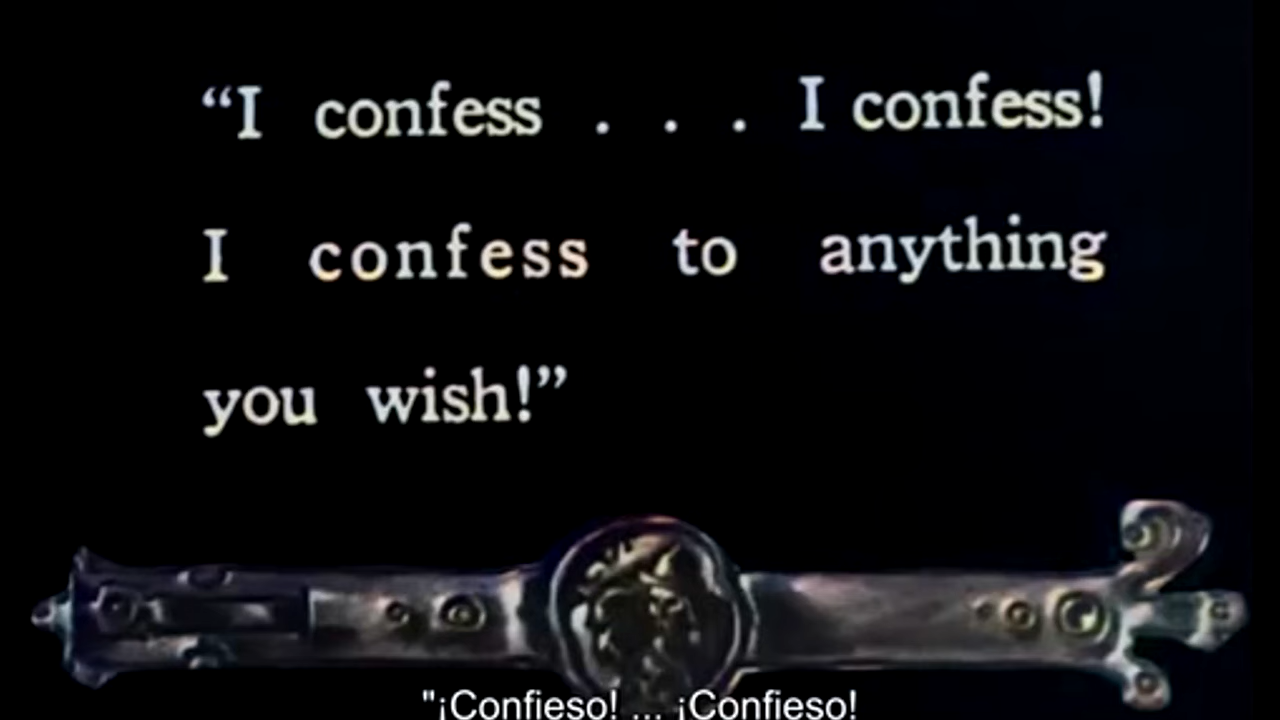 “I confess . . . I confess!
I confess to anything
you wish!”
"¡Confieso! ... ¡Confieso!